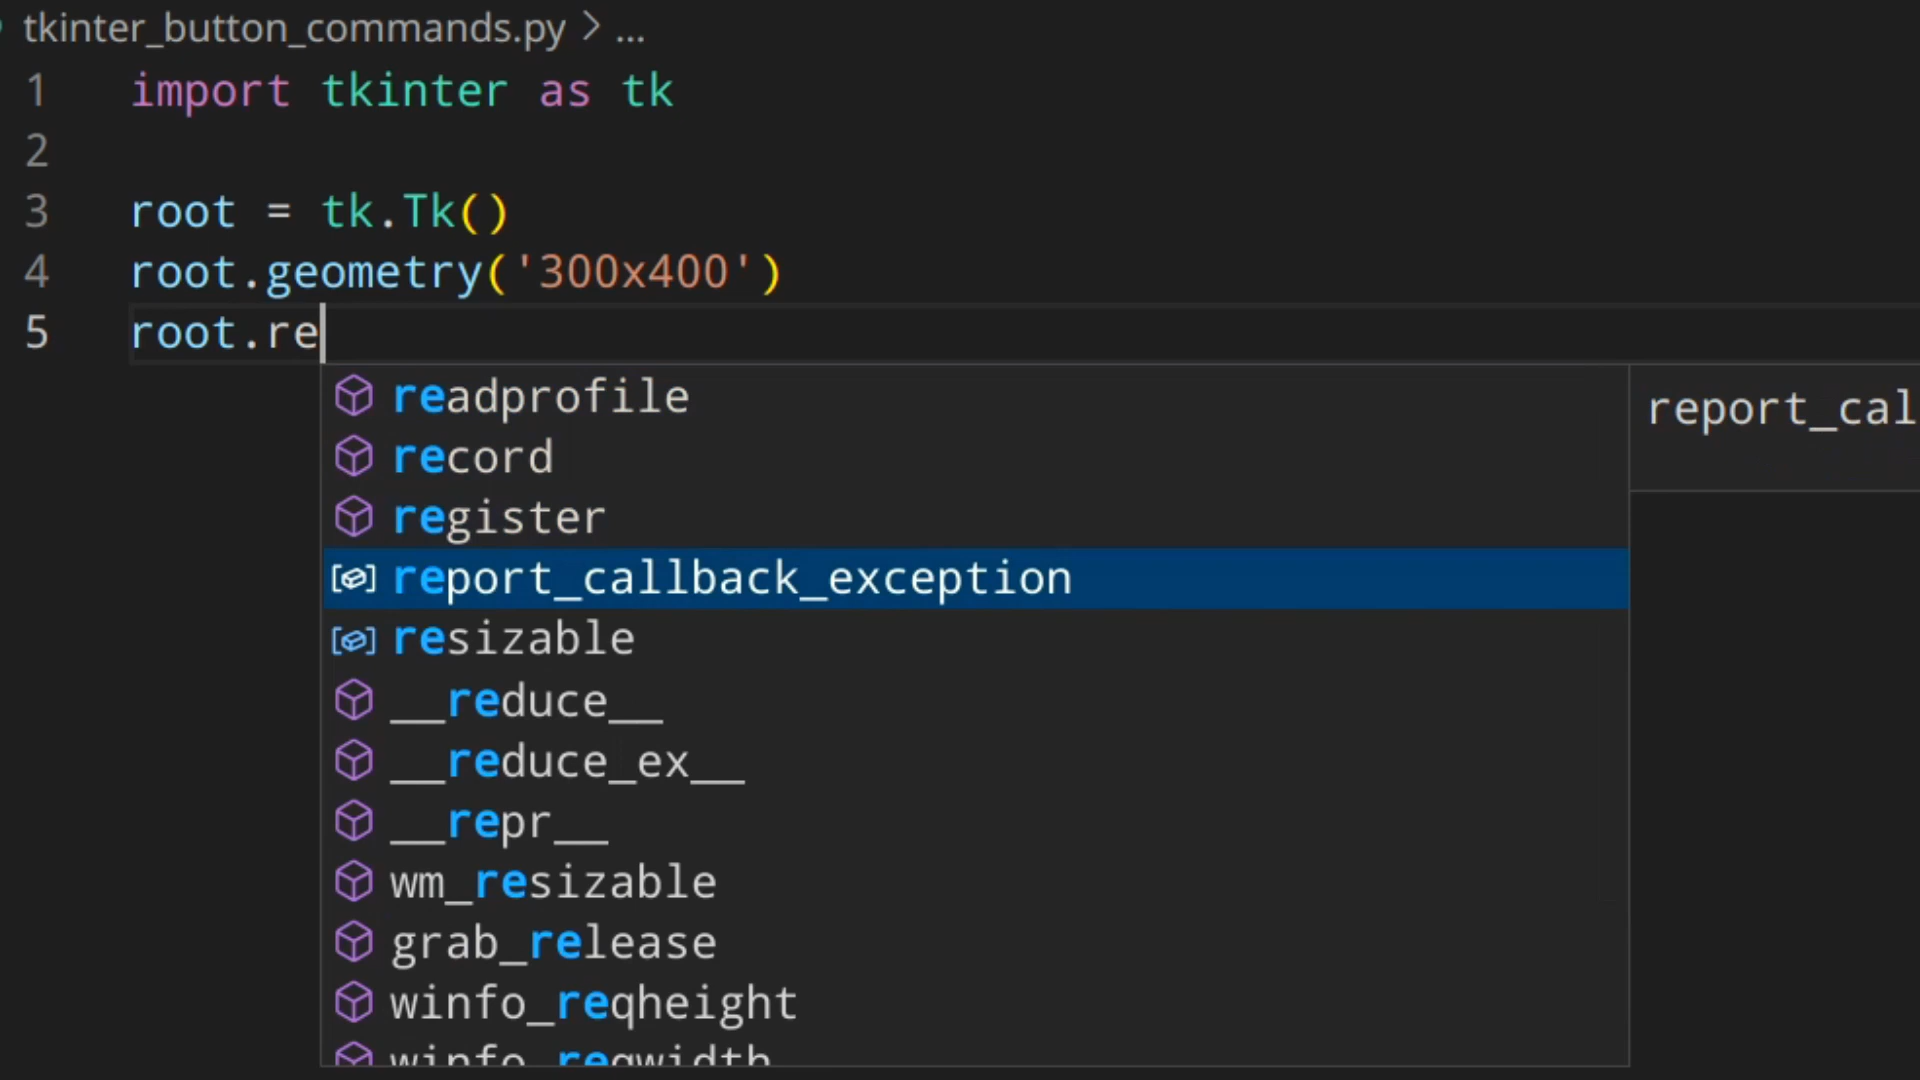 tkinter_button_commands.py > ...
1 import tkinter as tk
2
3 root = tk.Tk()
4 root.geometry('300x400')
5 root.re
readprofile
report_cal
record
register
report_callback_exception
resizable
__reduce__
__reduce_ex__
__repr__
wm_resizable
grab_release
winfo_reqheight
winfo_reqwidth